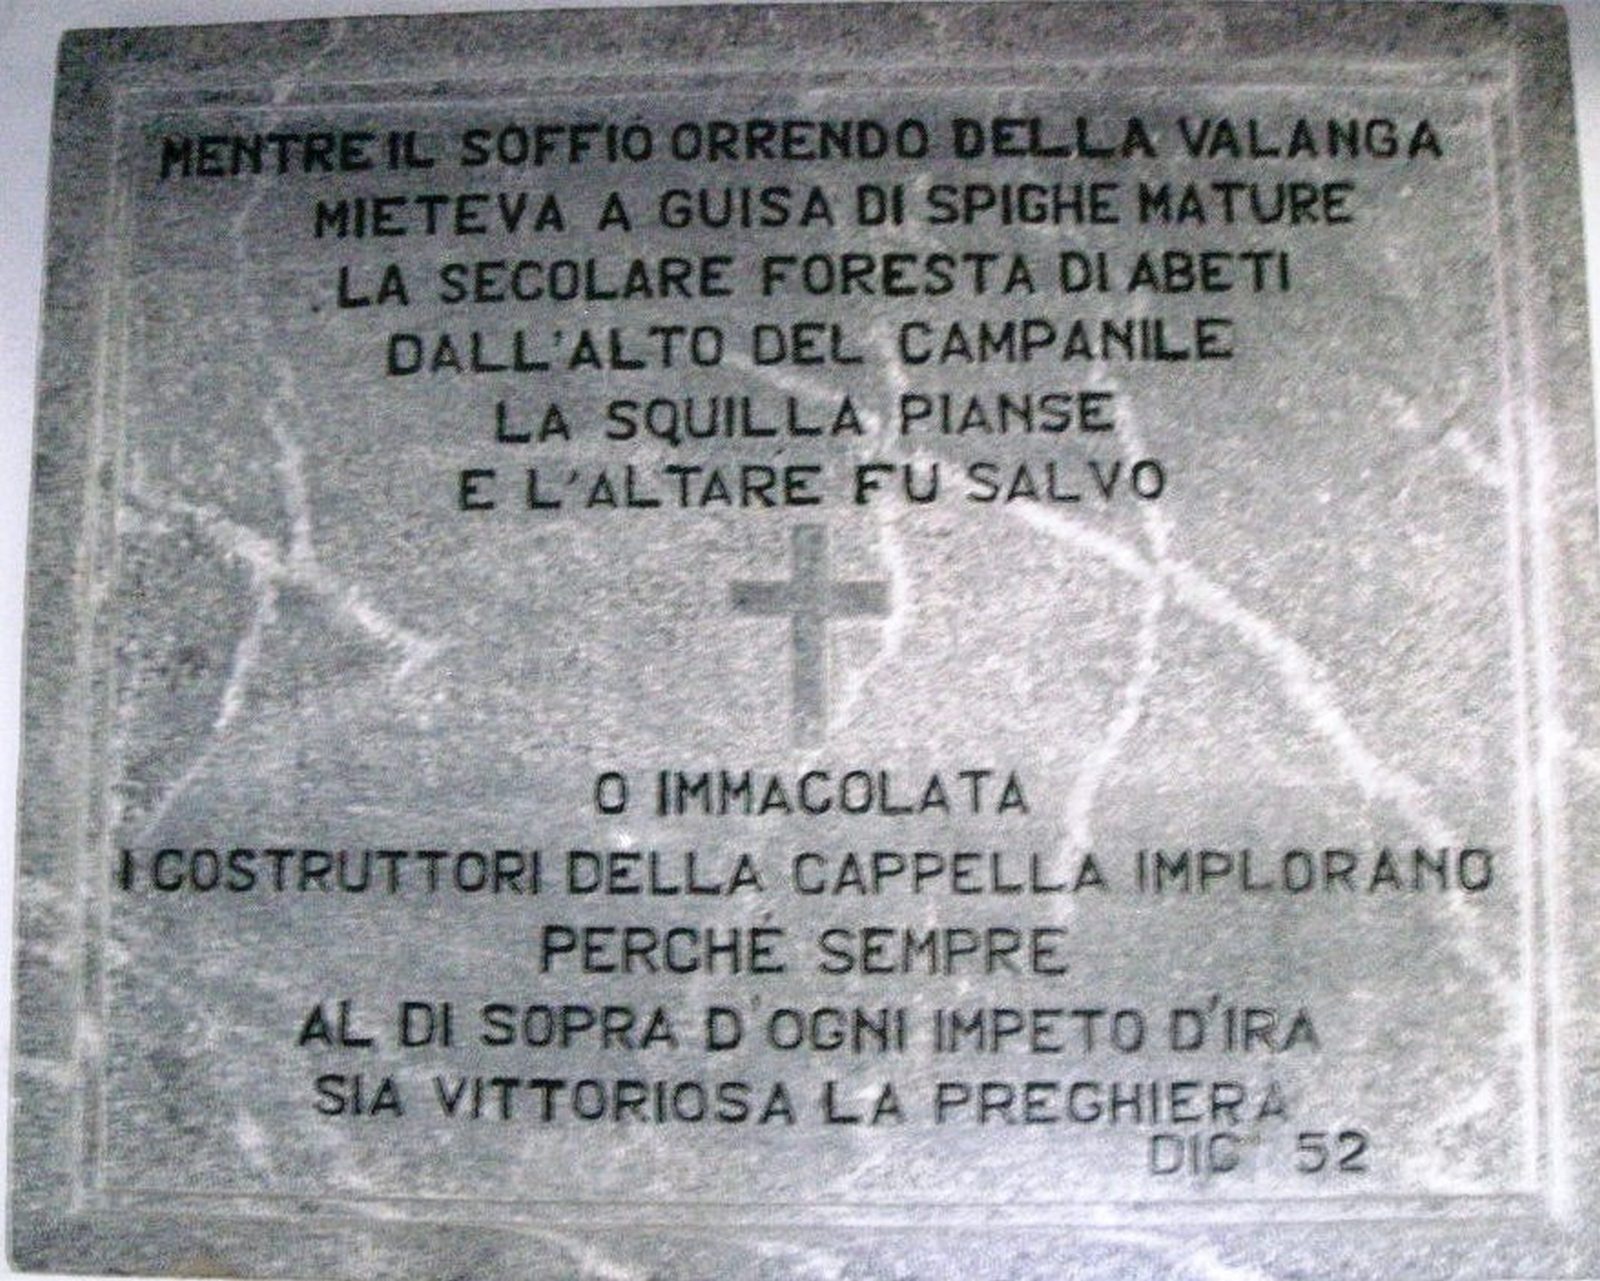 MENTRE IL SOFFIO ORRENDO DELLA VALANGA
MIETEVA A GUISA DI SPIGHE MATURE
LA SECOLARE FORESTA DI ABETI
DALL'ALTO DEL CAMPANILE
LA SQUILLA PIANSE
E L'ALTARE FU SALVO
O IMMACOLATA
I COSTRUTTORI DELLA CAPPELLA IMPLORANO
PERCHÉ SEMPRE
AL DI SOPRA D'OGNI IMPETO D'IRA
SIA VITTORIOSA LA PREGHIERA
DIC 52